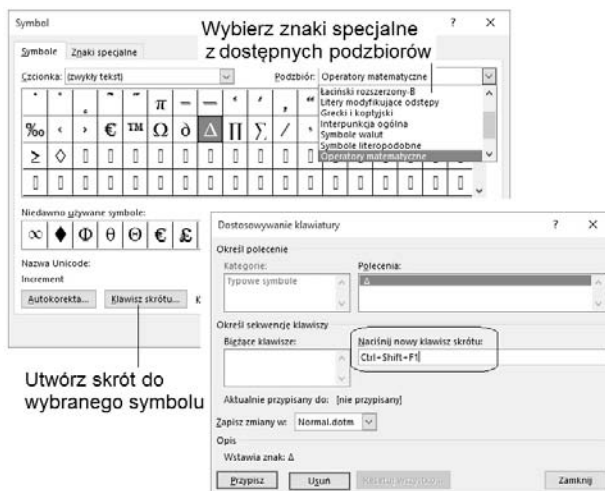 Symbol ? ×
Wybierz znaki specjalne
z dostępnych podzbiorów
Symbole Znaki specjalne
Czcionka: (zwykły tekst) Podzbiór: Operatory matematyczne
Łaciński rozszerzony-B
Litery modyfikujące odstępy
Grecki i koptyjski
Interpunkcja ogólna
Symbole walut
Symbole literopodobne
Operatory matematyczne
π — — ‘ ’ , “
‰ ‹ › € ™ Ω ∂ Δ ∏ ∑ /
≥ ◊
Niedawno używane symbole:
∞ ♦ Φ θ Θ € £
Nazwa Unicode:
Increment
Autokorekta... Klawisz skrótu... K
Utwórz skrót do
wybranego symbolu
Dostosowywanie klawiatury ? ×
Określ polecenie
Kategorie: Polecenia:
Typowe symbole Δ
Określ sekwencję klawiszy
Bieżące klawisze: Naciśnij nowy klawisz skrótu:
Ctrl+Shift+F1
Aktualnie przypisany do: [nie przypisany]
Zapisz zmiany w: Normal.dotm
Opis
Wstawia znak: Δ
Przypisz Usuń Zamknij